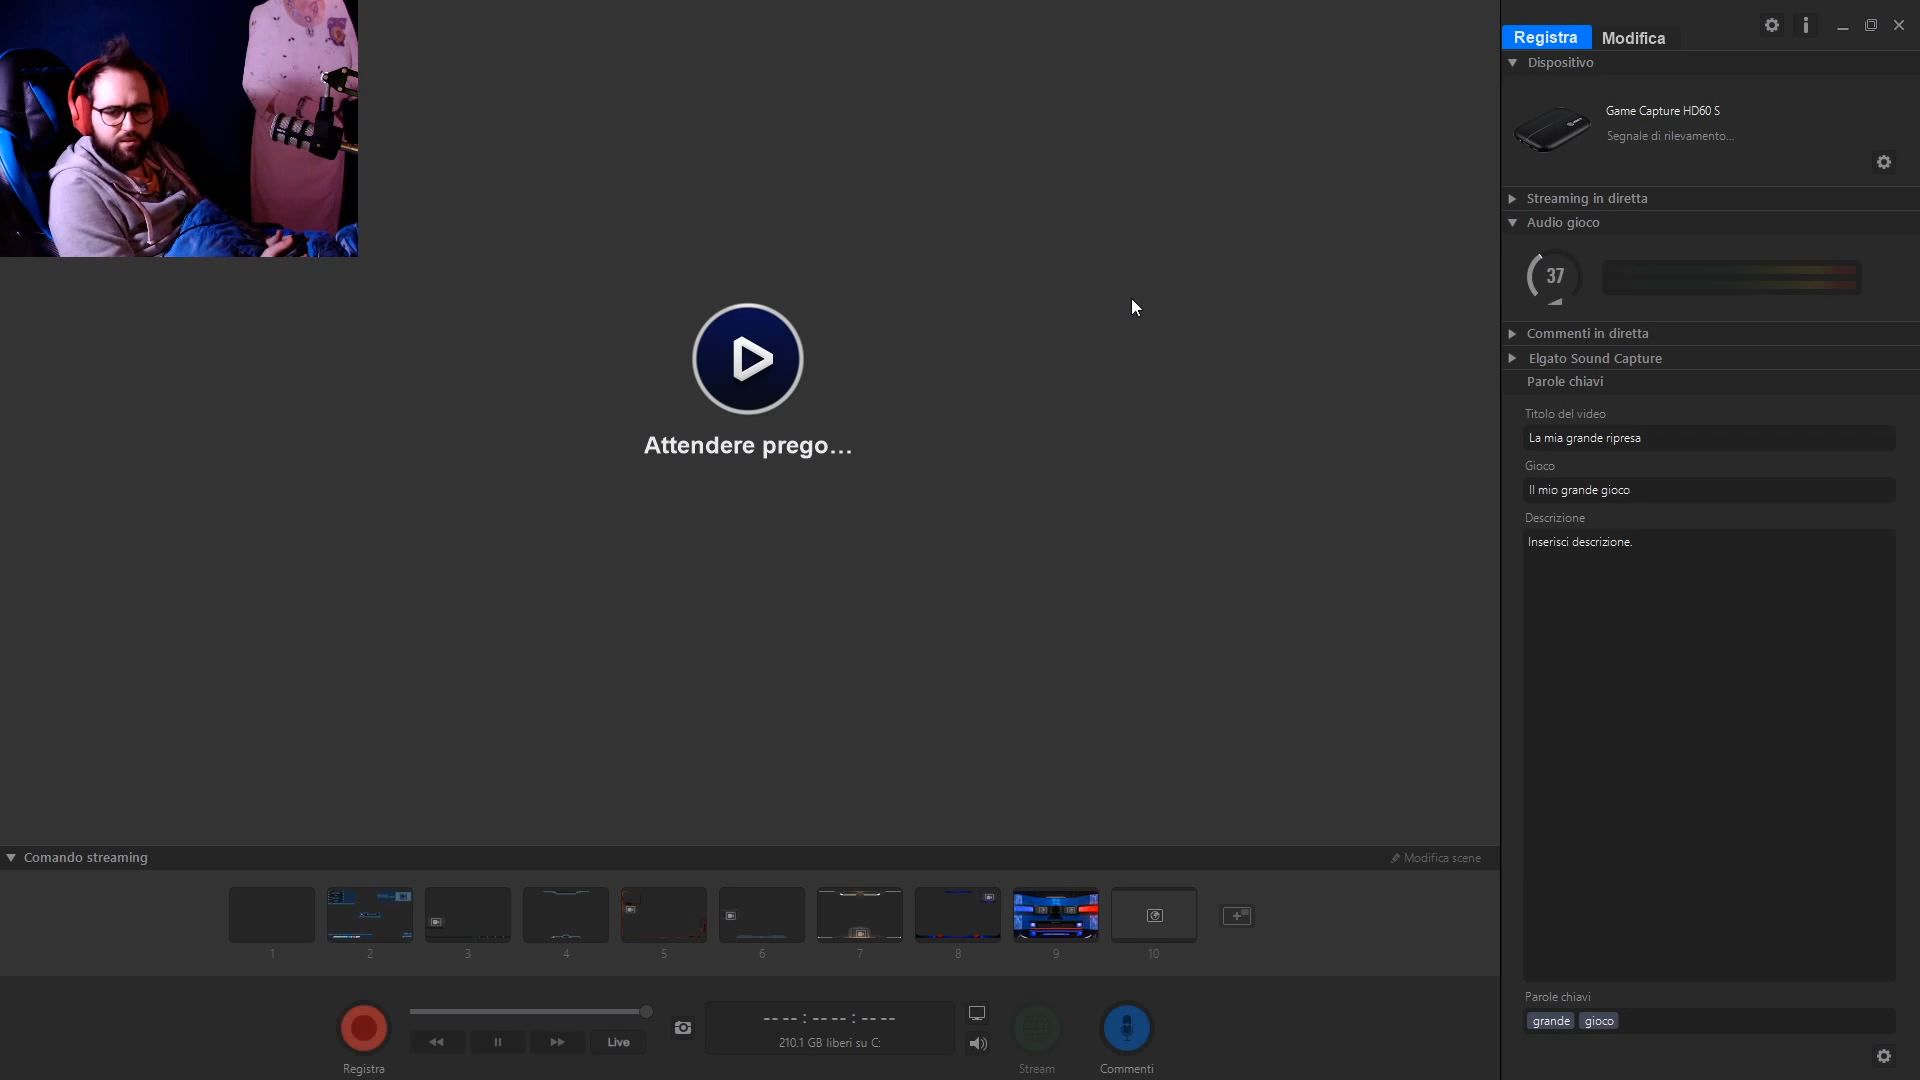 Registra Modifica
Dispositivo
Game Capture HD60 S
Segnale di rilevamento...
Streaming in diretta
Audio gioco
37
Commenti in diretta
Elgato Sound Capture
Parole chiavi
Titolo del video
La mia grande ripresa
Gioco
Il mio grande gioco
Descrizione
Inserisci descrizione.
Parole chiavi
grande gioco
Attendere prego...
Comando streaming
Modifica scene
1 2 3 4 5 6 7 8 9 10
Live
-- -- : -- -- : -- --
210.1 GB liberi su C:
Registra
Stream
Commenti